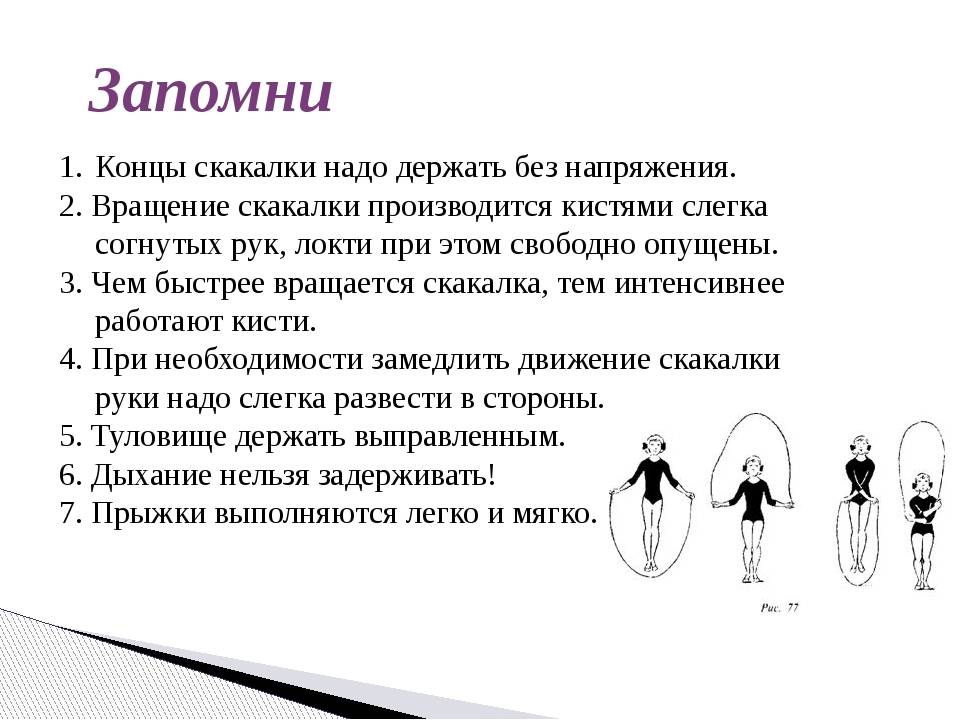 Запомни
1. Концы скакалки надо держать без напряжения.
2. Вращение скакалки производится кистями слегка
согнутых рук, локти при этом свободно опущены.
3. Чем быстрее вращается скакалка, тем интенсивнее
работают кисти.
4. При необходимости замедлить движение скакалки
руки надо слегка развести в стороны.
5. Туловище держать выправленным.
6. Дыхание нельзя задерживать!
7. Прыжки выполняются легко и мягко.
Рис. 77